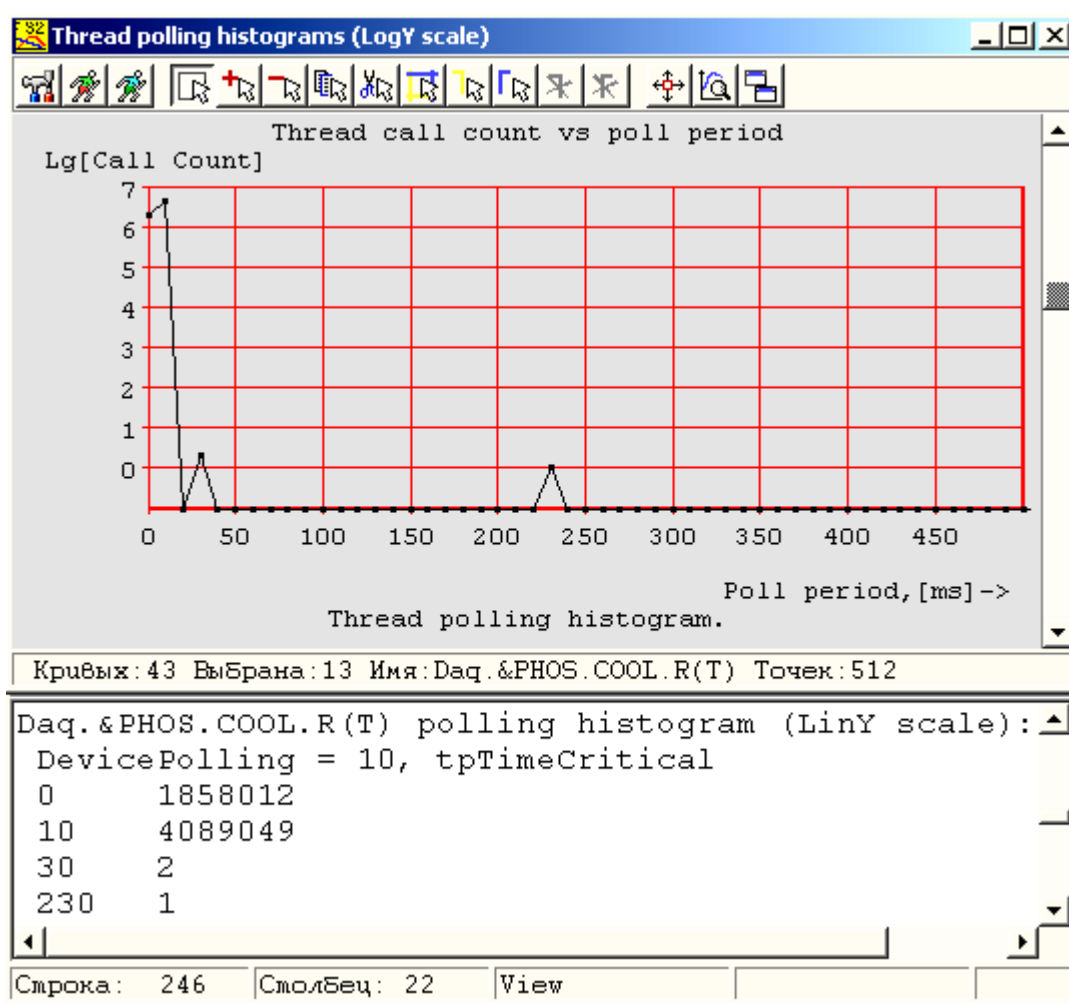 Thread polling histograms (LogY scale)
Thread call count vs poll period
Lg[Call Count]
7
6
5
4
3
2
1
0
0 50 100 150 200 250 300 350 400 450
Poll period,[ms]->
Thread polling histogram.
Кривых:43 Выбрана:13 Имя:Daq.&PHOS.COOL.R(T) Точек:512
Daq.&PHOS.COOL.R(T) polling histogram (LinY scale):
DevicePolling = 10, tpTimeCritical
0 1858012
10 4089049
30 2
230 1
Строка: 246 Столбец: 22 View